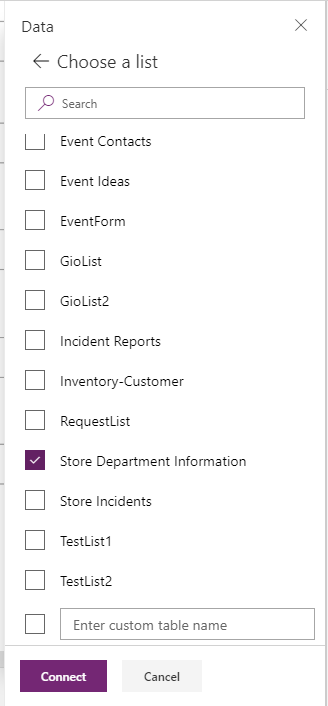 Data
Choose a list
Search
Event Contacts
Event Ideas
EventForm
GioList
GioList2
Incident Reports
Inventory-Customer
RequestList
Store Department Information
Store Incidents
TestList1
TestList2
Enter custom table name
Connect
Cancel